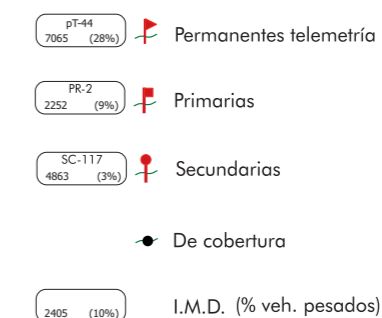 pT-44
7065 (28%)
Permanentes telemetría
PR-2
2252 (9%)
Primarias
SC-117
4863 (3%)
Secundarias
De cobertura
2405 (10%)
I.M.D. (% veh. pesados)